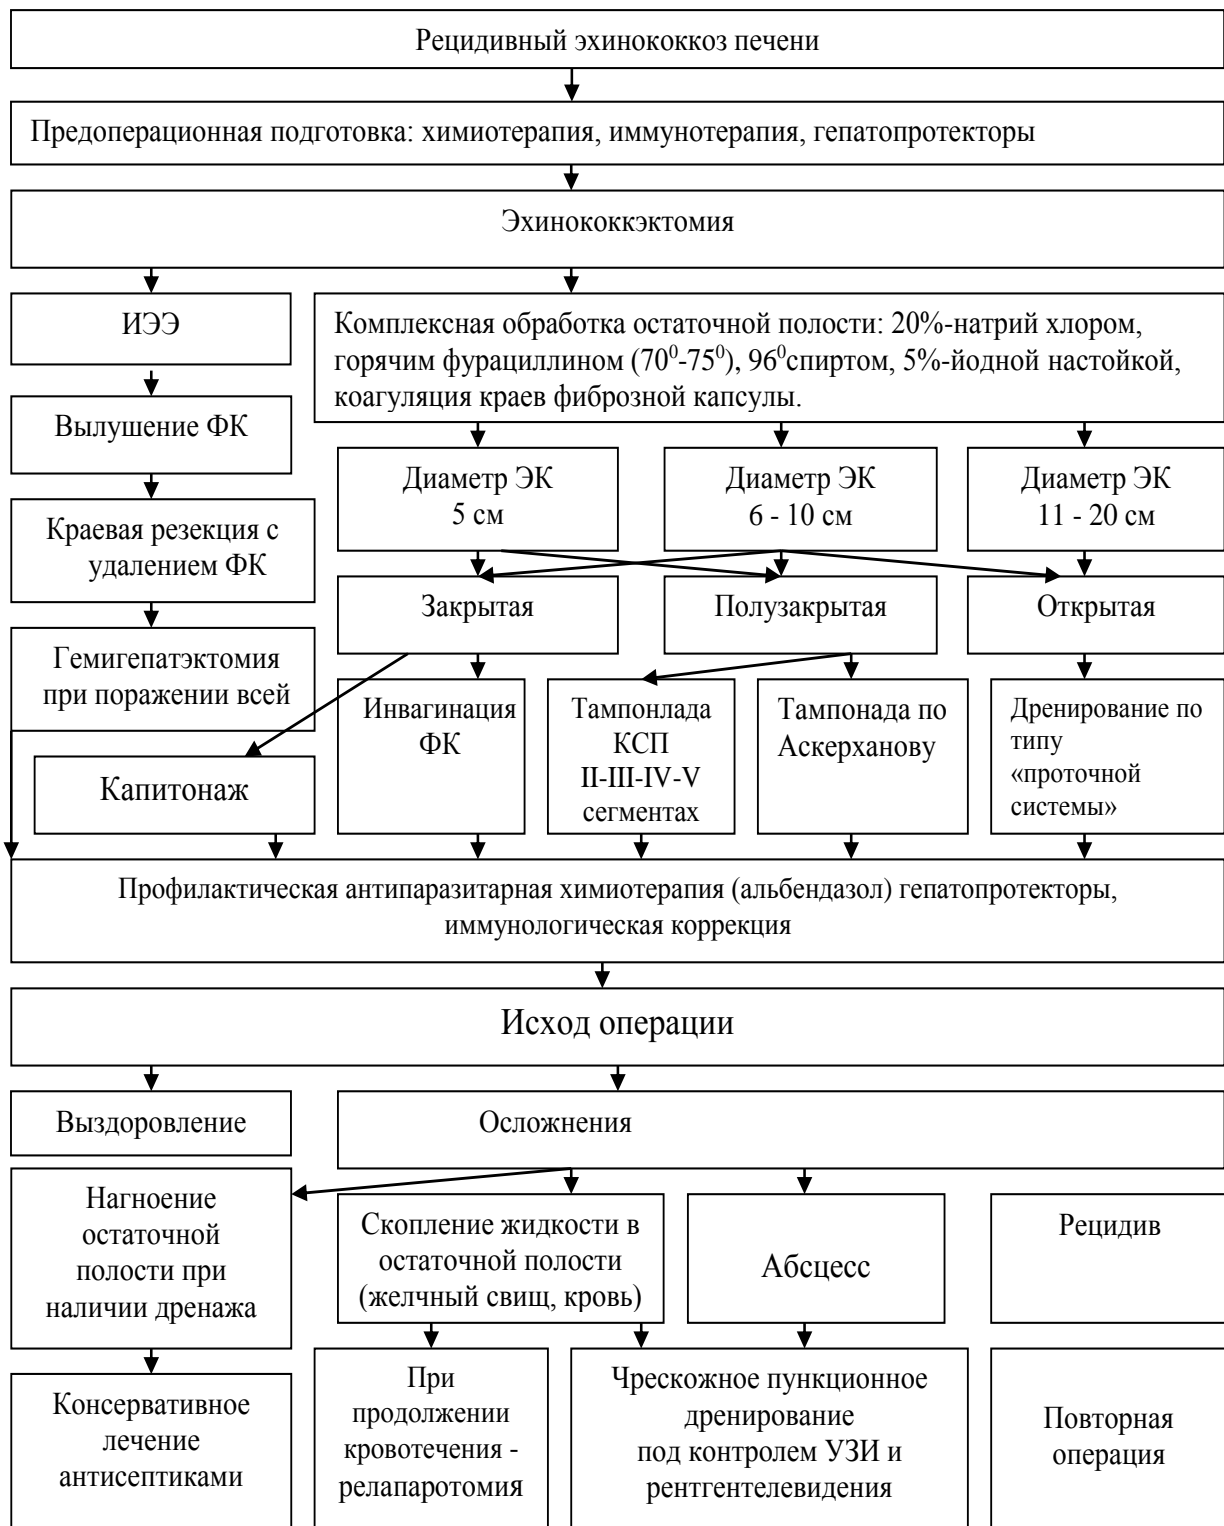 Рецидивный эхинококкоз печени
Предоперационная подготовка: химиотерапия, иммунотерапия, гепатопротекторы
Эхинококкэктомия
ИЭЭ
Комплексная обработка остаточной полости: 20%-натрий хлором,
горячим фурациллином (70⁰-75⁰), 96⁰спиртом, 5%-йодной настойкой,
коагуляция краев фиброзной капсулы.
Вылушение ФК
Диаметр ЭК
5 см
Диаметр ЭК
6 - 10 см
Диаметр ЭК
11 - 20 см
Краевая резекция с
удалением ФК
Закрытая
Полузакрытая
Открытая
Гемигепатэктомия
при поражении всей
Инвагинация
ФК
Тампонлада
КСП
II-III-IV-V
сегментах
Тампонада по
Аскерханову
Дренирование по
типу
«проточной
системы»
Капитонаж
Профилактическая антипаразитарная химиотерапия (альбендазол) гепатопротекторы,
иммунологическая коррекция
Исход операции
Выздоровление
Осложнения
Нагноение
остаточной
полости при
наличии дренажа
Скопление жидкости в
остаточной полости
(желчный свищ, кровь)
Абсцесс
Рецидив
Консервативное
лечение
антисептиками
При
продолжении
кровотечения -
релапаротомия
Чрескожное пункционное
дренирование
под контролем УЗИ и
рентгентелевидения
Повторная
операция